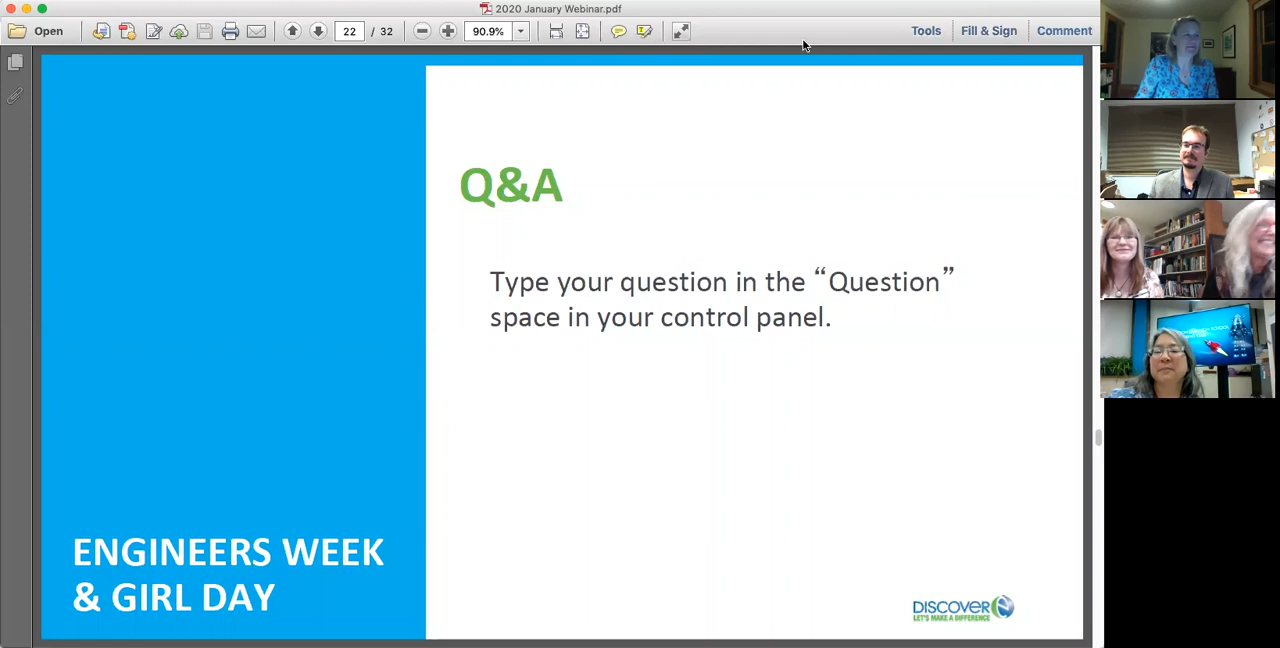 2020 January Webinar.pdf
Open
22 / 32
90.9%
Tools
Fill & Sign
Comment
Q&A
Type your question in the “Question”
space in your control panel.
ENGINEERS WEEK
& GIRL DAY
DISCOVER
LET'S MAKE A DIFFERENCE